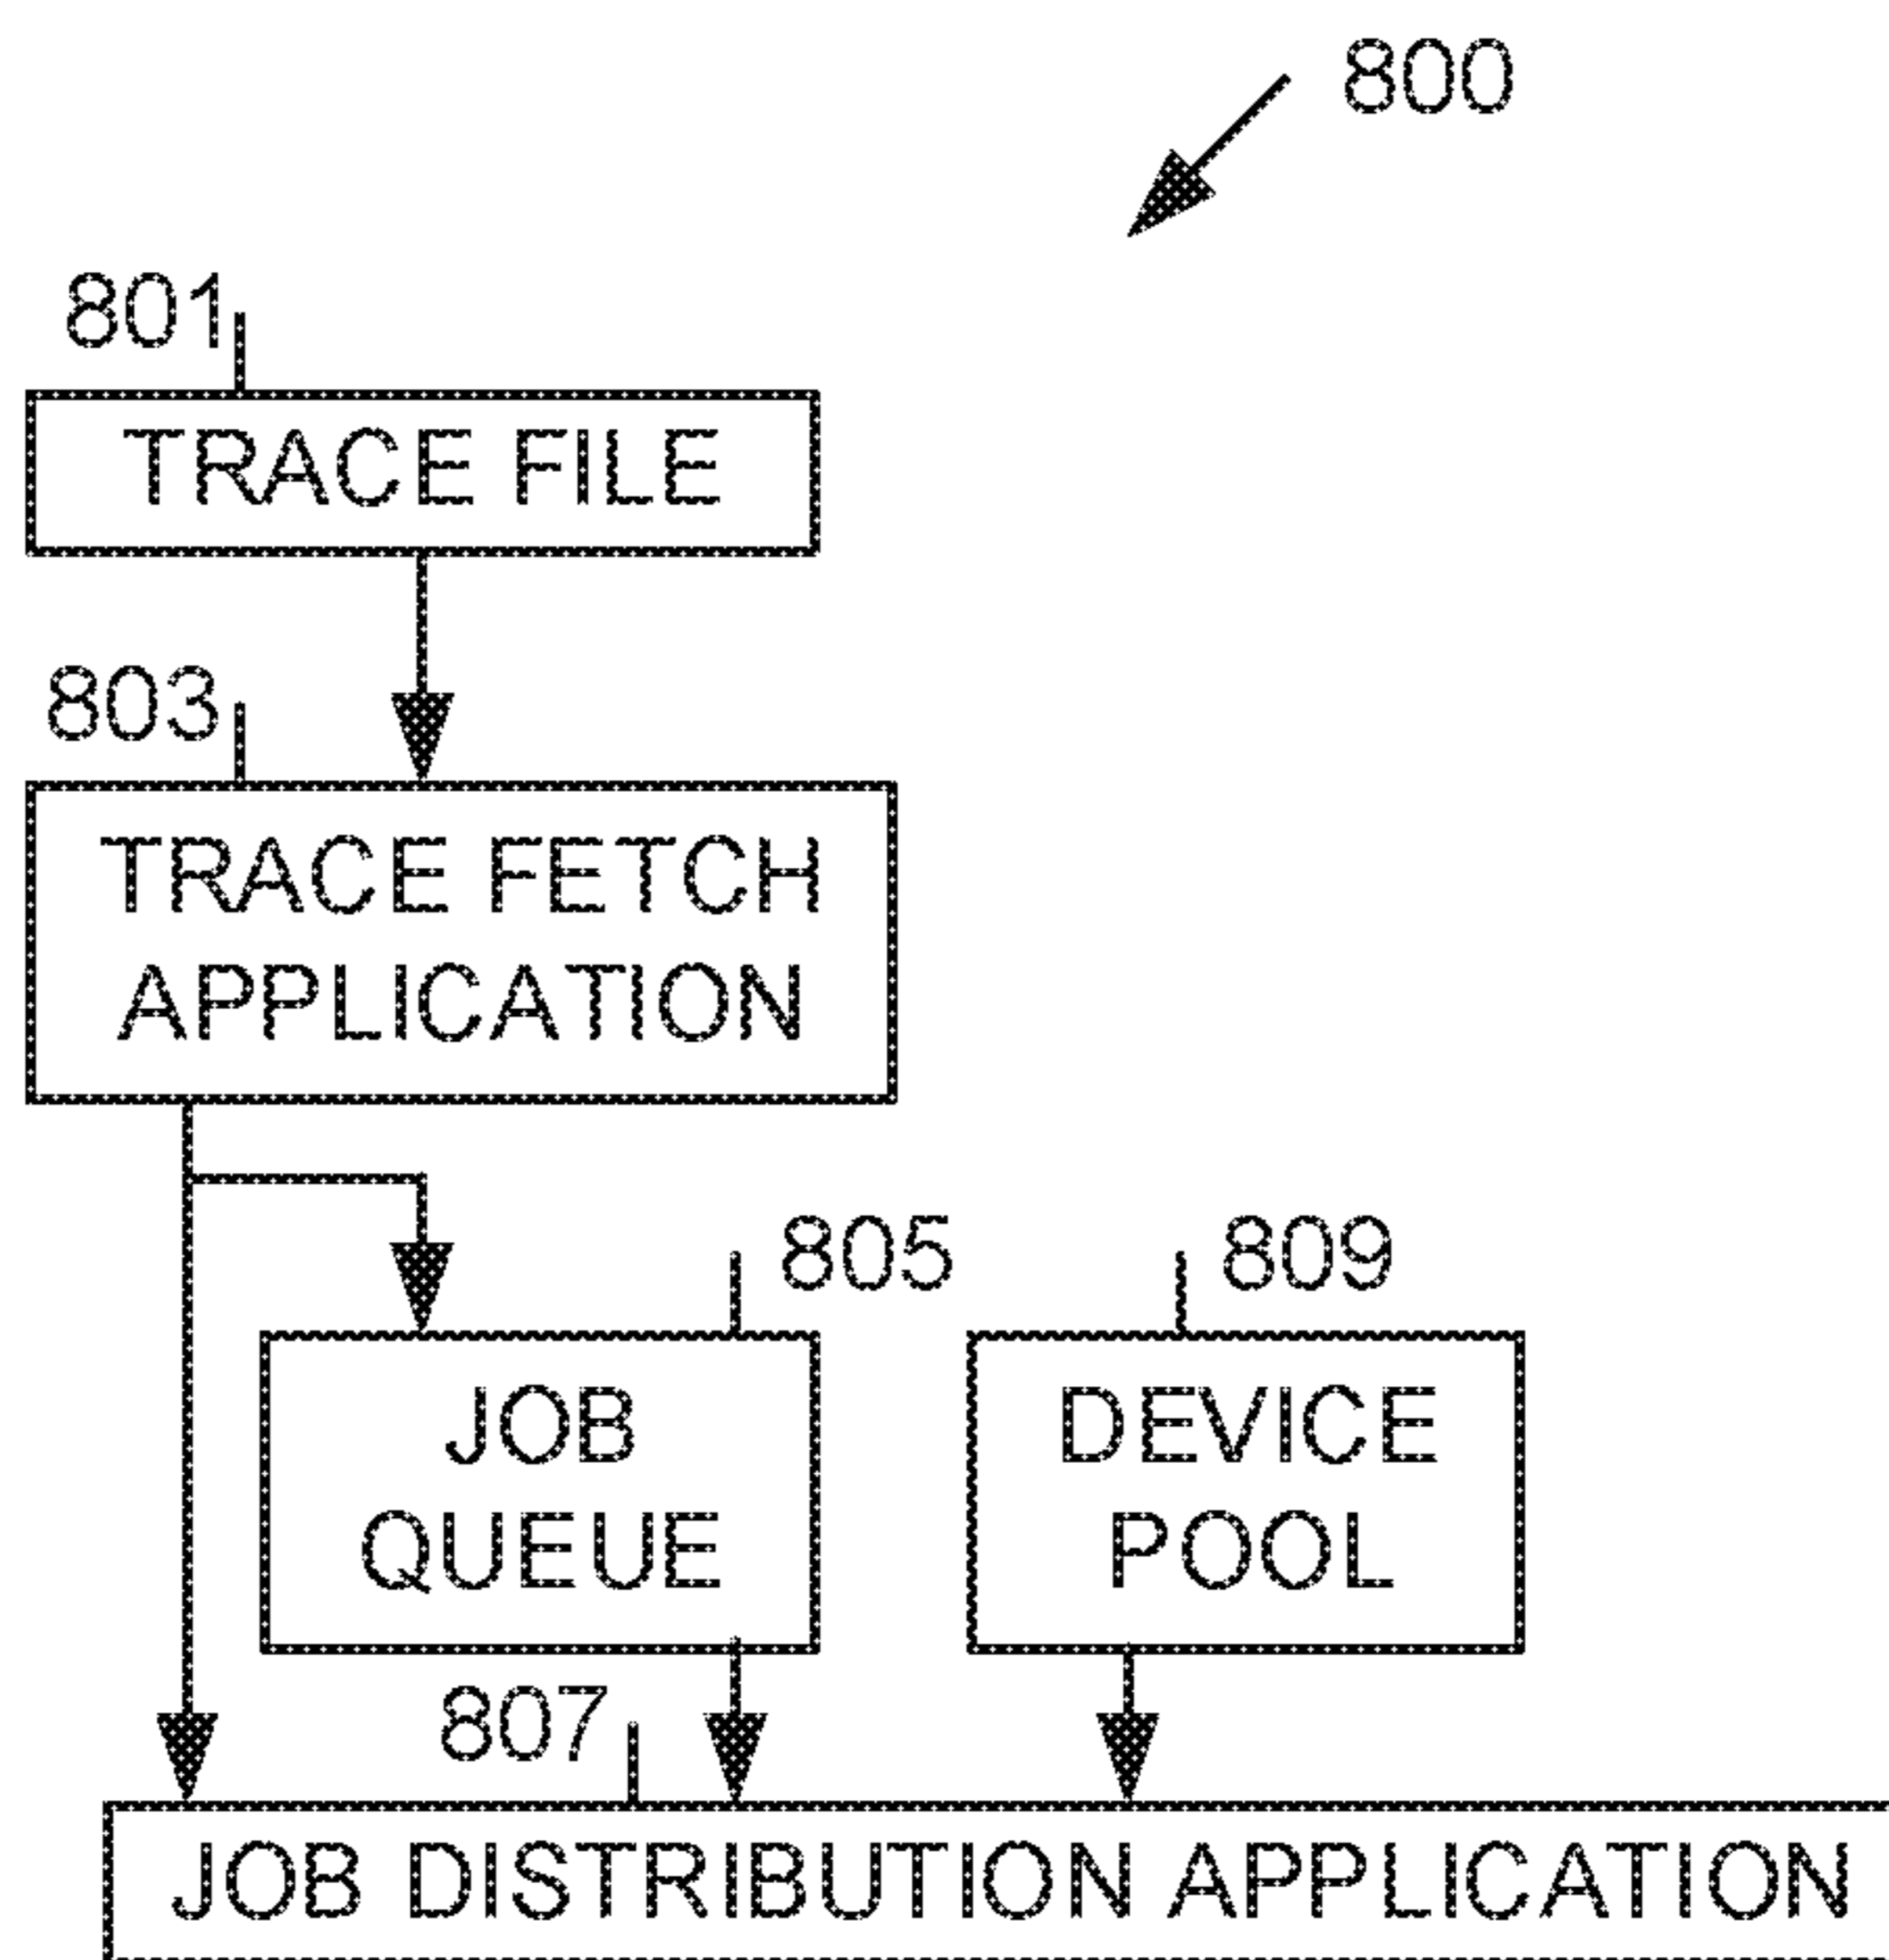 800
801
TRACE FILE
803
TRACE FETCH
APPLICATION
805
809
JOB
QUEUE
DEVICE
POOL
807
JOB DISTRIBUTION APPLICATION